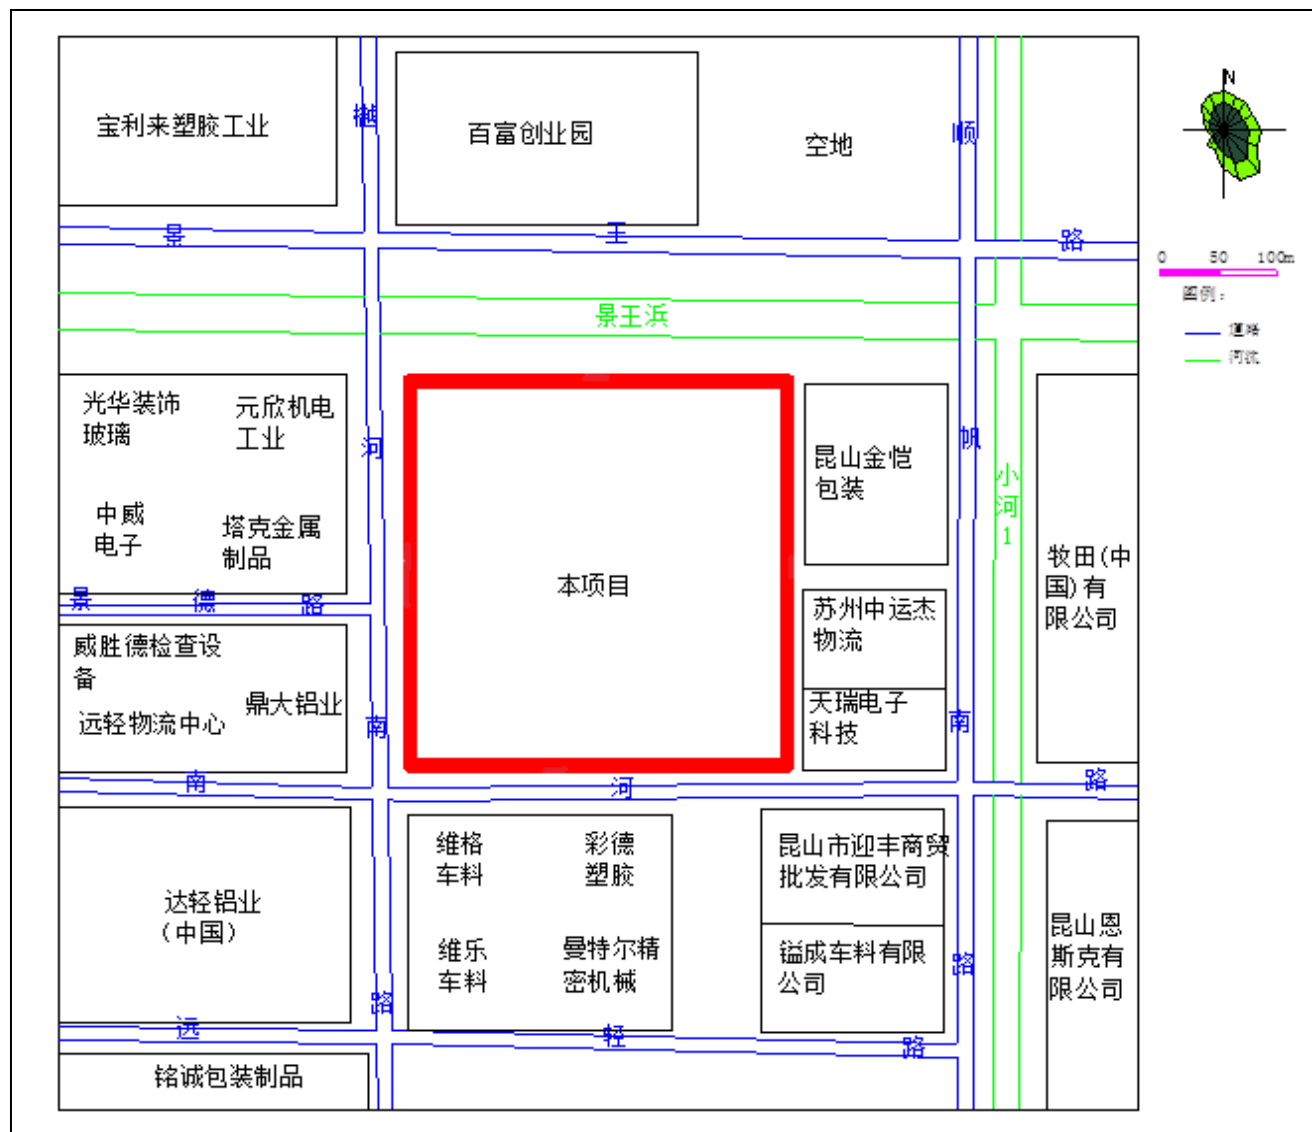 N
宝利来塑胶工业
百富创业园
空地
顺
景 王 路
0 50 100m
图例：
道路
河流
景王浜
光华装饰
玻璃
元欣机电
工业
中威
电子
塔克金属
制品
河
本项目
昆山金恺
包装
帆
小
河
1
牧田(中
国)有
限公司
景 德 路
苏州中运杰
物流
天瑞电子
科技
威胜德检查设
备
远轻物流中心
鼎大铝业
南
南
南 河 路
达轻铝业
（中国）
维格
车料
彩德
塑胶
维乐
车料
曼特尔精
密机械
昆山市迎丰商贸
批发有限公司
镒成车料有限
公司
昆山恩
斯克有
限公司
路
路
远 轻 路
铭诚包装制品